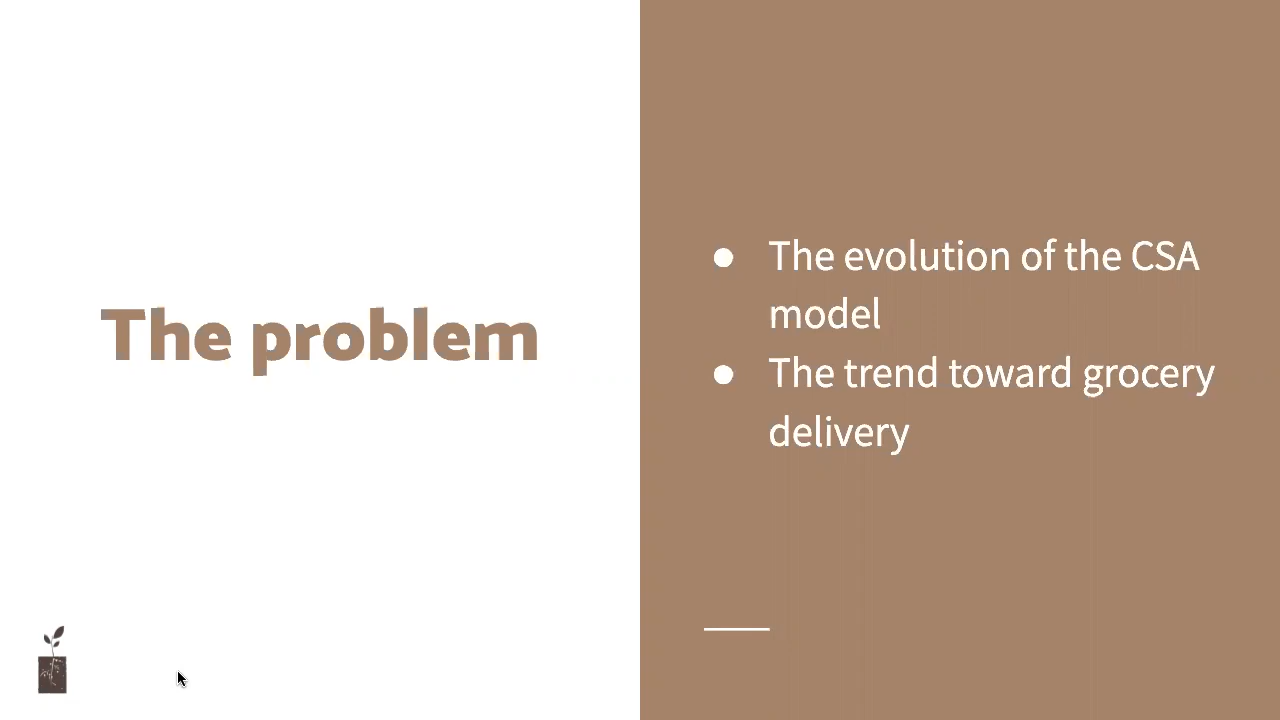 The problem
● The evolution of the CSA
model
● The trend toward grocery
delivery